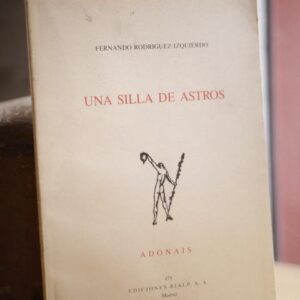 FERNANDO RODRIGUEZ-IZQUIERDO
UNA SILLA DE ASTROS
ADONAIS
EDICIONES RIALP, S. A.
Madrid